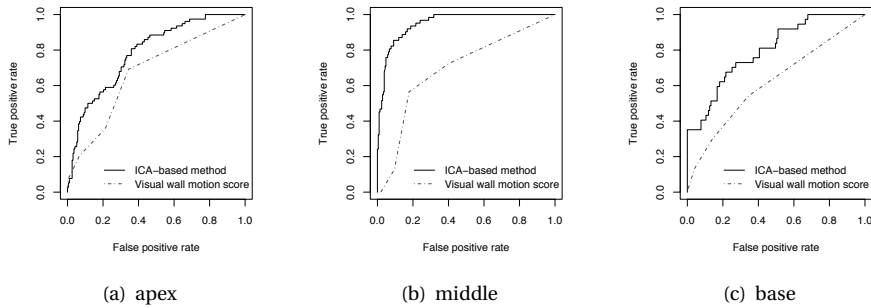 True positive rate
0.0 0.2 0.4 0.6 0.8 1.0
ICA−based method
Visual wall motion score
0.0 0.2 0.4 0.6 0.8 1.0
False positive rate
(a) apex
True positive rate
0.0 0.2 0.4 0.6 0.8 1.0
ICA−based method
Visual wall motion score
0.0 0.2 0.4 0.6 0.8 1.0
False positive rate
(b) middle
True positive rate
0.0 0.2 0.4 0.6 0.8 1.0
ICA−based method
Visual wall motion score
0.0 0.2 0.4 0.6 0.8 1.0
False positive rate
(c) base